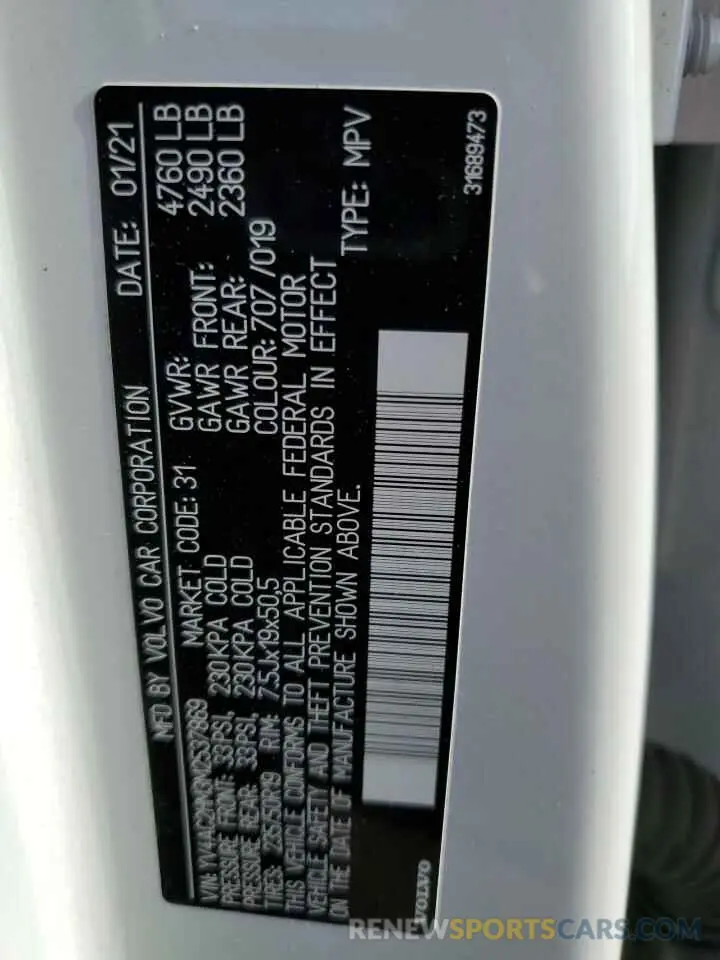 MFD BY VOLVO CAR CORPORATION DATE: 01/21
MARKET CODE: 31 GVWR: 4760 LB
PRESSURE FRONT: 33PSI, 230KPA COLD GAWR FRONT: 2490 LB
PRESSURE REAR: 33PSI, 230KPA COLD GAWR REAR: 2360 LB
TIRES: 235/50R19 RIM: 7.5Jx19x50,5 COLOUR: 707 /019
THIS VEHICLE CONFORMS TO ALL APPLICABLE FEDERAL MOTOR
VEHICLE SAFETY AND THEFT PREVENTION STANDARDS IN EFFECT
ON THE DATE OF MANUFACTURE SHOWN ABOVE. TYPE: MPV
VOLVO 31689473
RENEWSPORTSCARS.COM